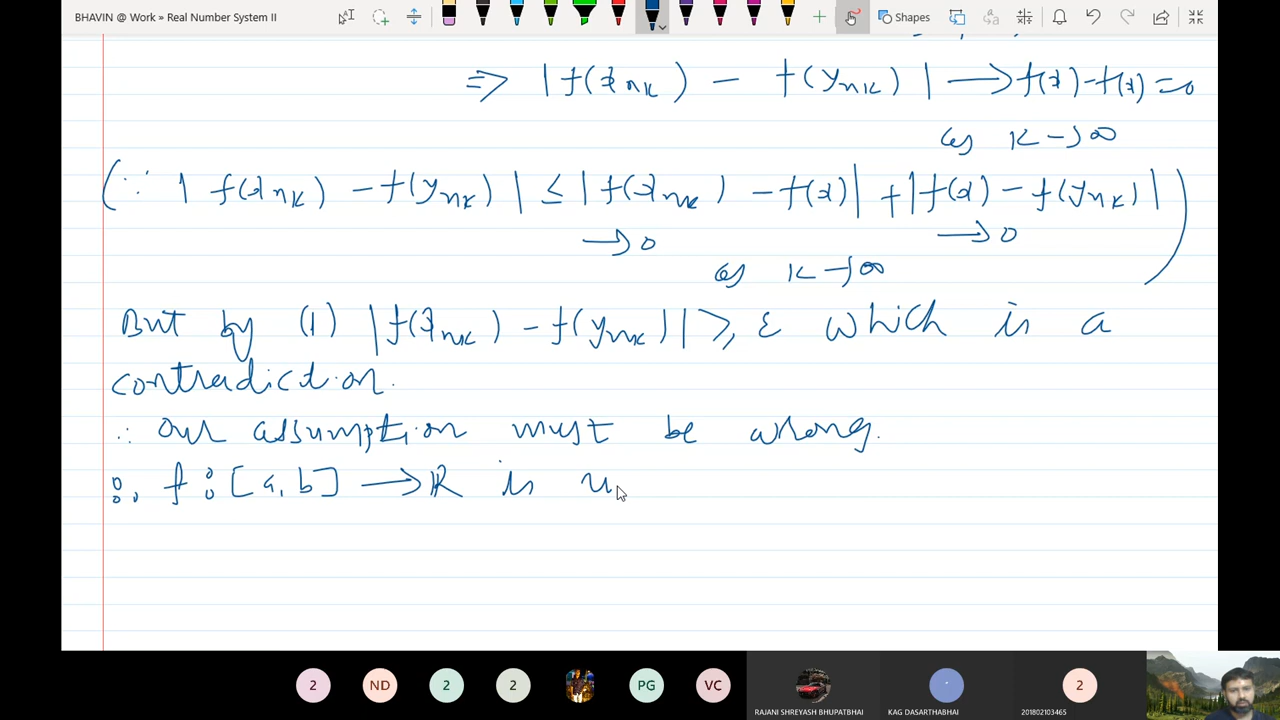 BHAVIN @ Work » Real Number System II
Shapes
=> |f(x_{n_k}) - f(y_{n_k})| → f(x) - f(x) = 0
as k → ∞
(∵ |f(x_{n_k}) - f(y_{n_k})| ≤ |f(x_{n_k}) - f(x)| + |f(x) - f(y_{n_k})|)
→ 0 → 0
as k → ∞
But by (1) |f(x_{n_k}) - f(y_{n_k})| ≥ ε which is a
contradiction.
∴ our assumption must be wrong.
∴ f : [a, b] → ℝ is u
2 ND 2 2 PG VC 2
RAJANI SHREYASH BHUPATBHAI KAG DASARTHABHAI 201802103465